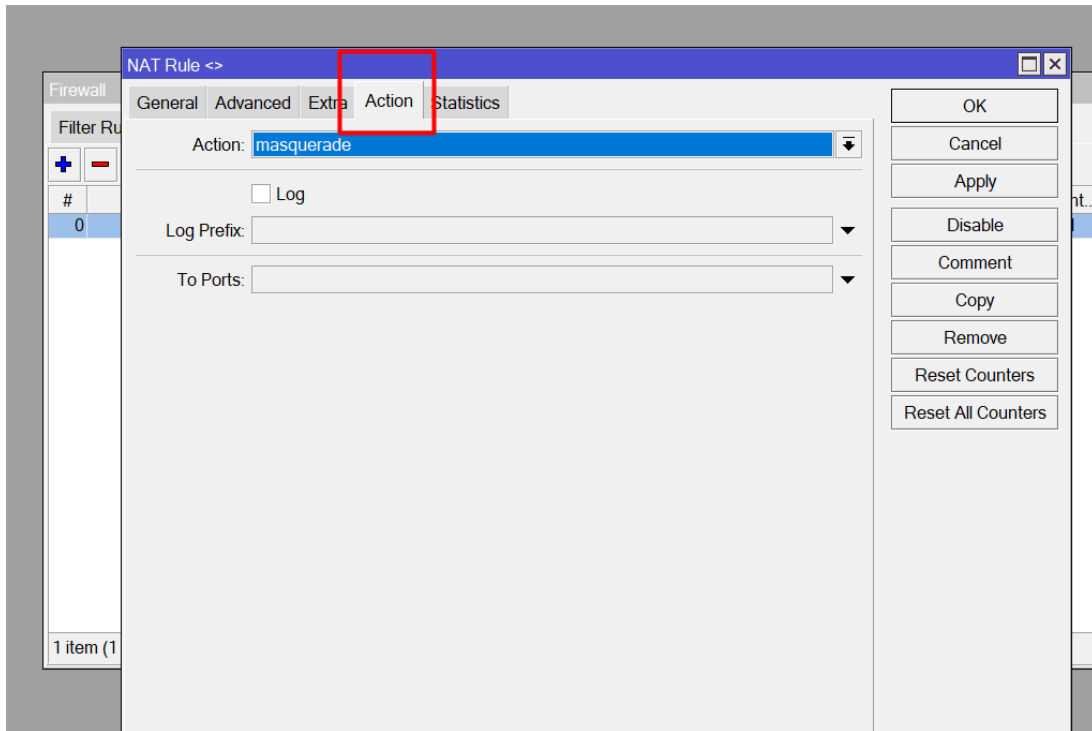 NAT Rule <>
Firewall
General Advanced Extra Action Statistics
OK
Filter Ru
Action: masquerade
Cancel
Apply
#
Log
nt..
0
Log Prefix:
Disable
Comment
To Ports:
Copy
Remove
Reset Counters
Reset All Counters
1 item (1